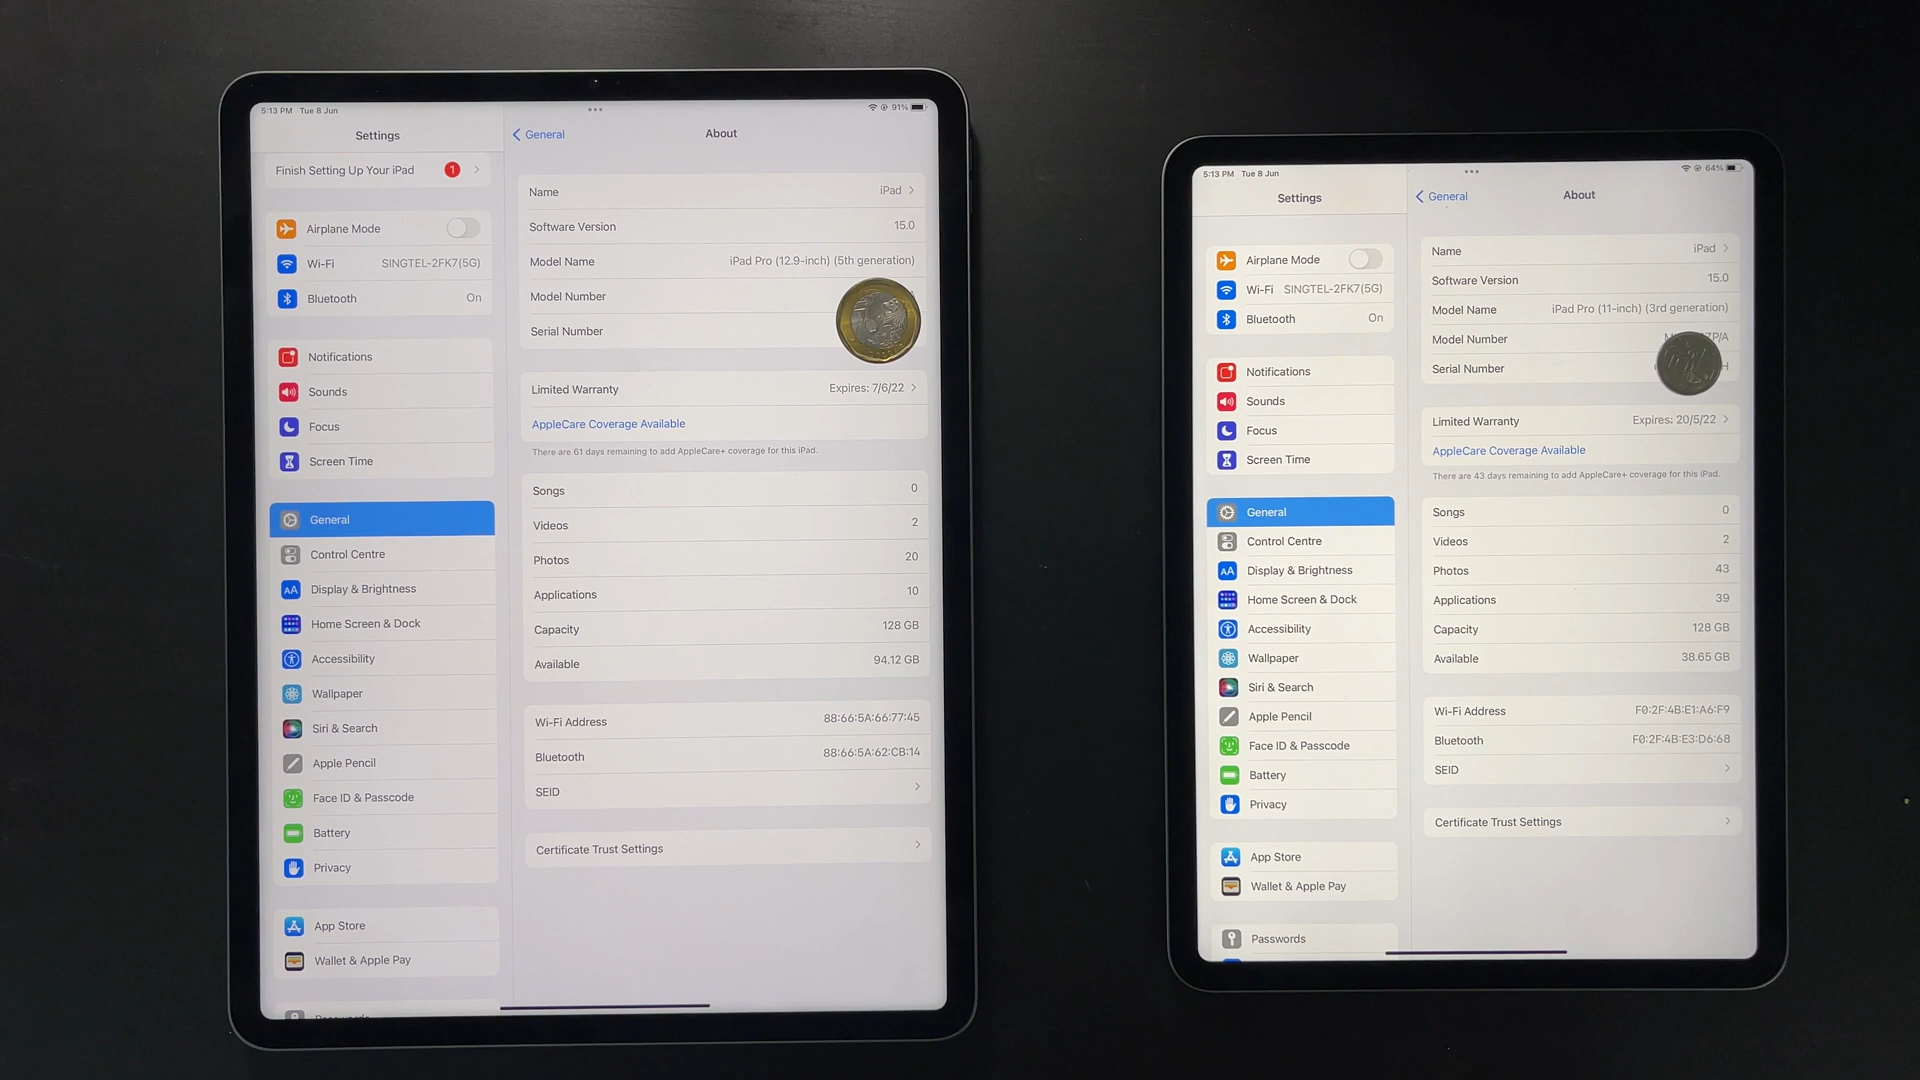 5:13 PM Tue 8 Jun
91%
Settings
General
About
Finish Setting Up Your iPad 1
Airplane Mode
Wi-Fi SINGTEL-2FK7(5G)
Bluetooth On
Notifications
Sounds
Focus
Screen Time
General
Control Centre
Display & Brightness
Home Screen & Dock
Accessibility
Wallpaper
Siri & Search
Apple Pencil
Face ID & Passcode
Battery
Privacy
App Store
Wallet & Apple Pay
Passwords
Name iPad
Software Version 15.0
Model Name iPad Pro (12.9-inch) (5th generation)
Model Number
Serial Number
Limited Warranty Expires: 7/6/22
AppleCare Coverage Available
There are 61 days remaining to add AppleCare+ coverage for this iPad.
Songs 0
Videos 2
Photos 20
Applications 10
Capacity 128 GB
Available 94.12 GB
Wi-Fi Address 88:66:5A:66:77:45
Bluetooth 88:66:5A:62:CB:14
SEID
Certificate Trust Settings
5:13 PM Tue 8 Jun
64%
Settings
General
About
Airplane Mode
Wi-Fi SINGTEL-2FK7(5G)
Bluetooth On
Notifications
Sounds
Focus
Screen Time
General
Control Centre
Display & Brightness
Home Screen & Dock
Accessibility
Wallpaper
Siri & Search
Apple Pencil
Face ID & Passcode
Battery
Privacy
App Store
Wallet & Apple Pay
Passwords
Name iPad
Software Version 15.0
Model Name iPad Pro (11-inch) (3rd generation)
Model Number
Serial Number
Limited Warranty Expires: 20/5/22
AppleCare Coverage Available
There are 43 days remaining to add AppleCare+ coverage for this iPad.
Songs 0
Videos 2
Photos 43
Applications 39
Capacity 128 GB
Available 38.65 GB
Wi-Fi Address F0:2F:4B:E1:A6:F9
Bluetooth F0:2F:4B:E3:D6:68
SEID
Certificate Trust Settings